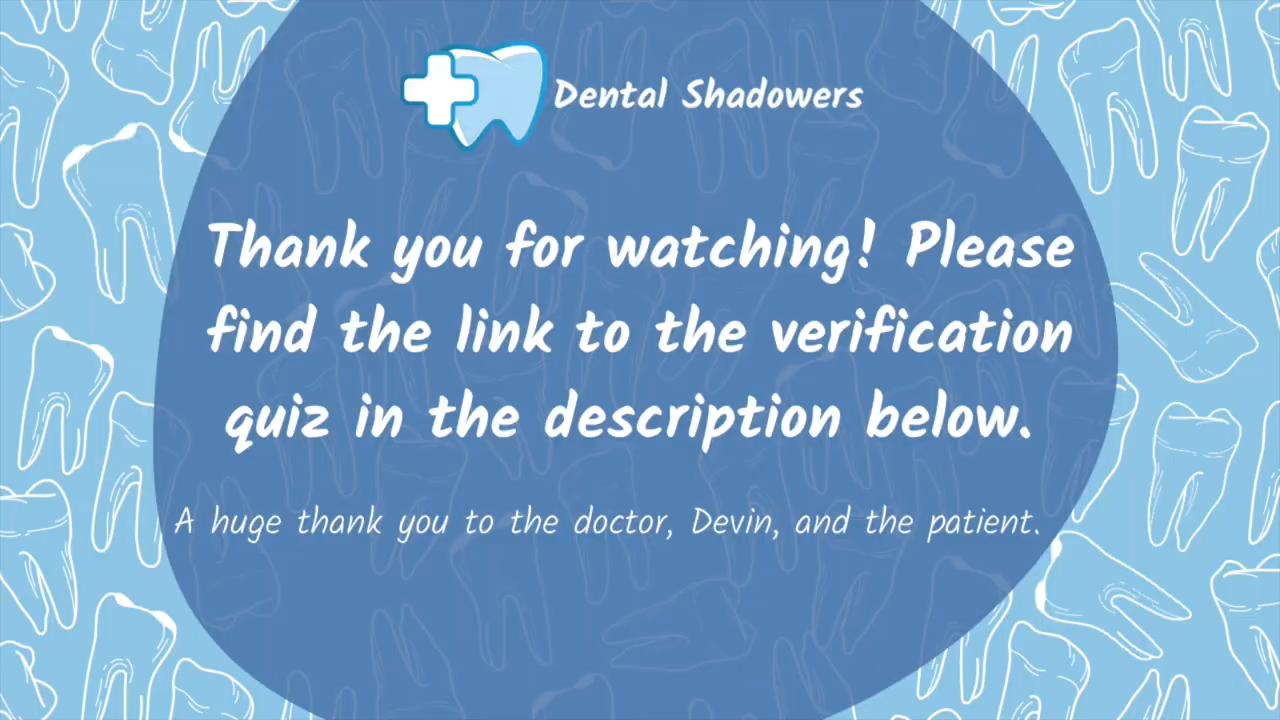 Dental Shadowers
Thank you for watching! Please
find the link to the verification
quiz in the description below.
A huge thank you to the doctor, Devin, and the patient.